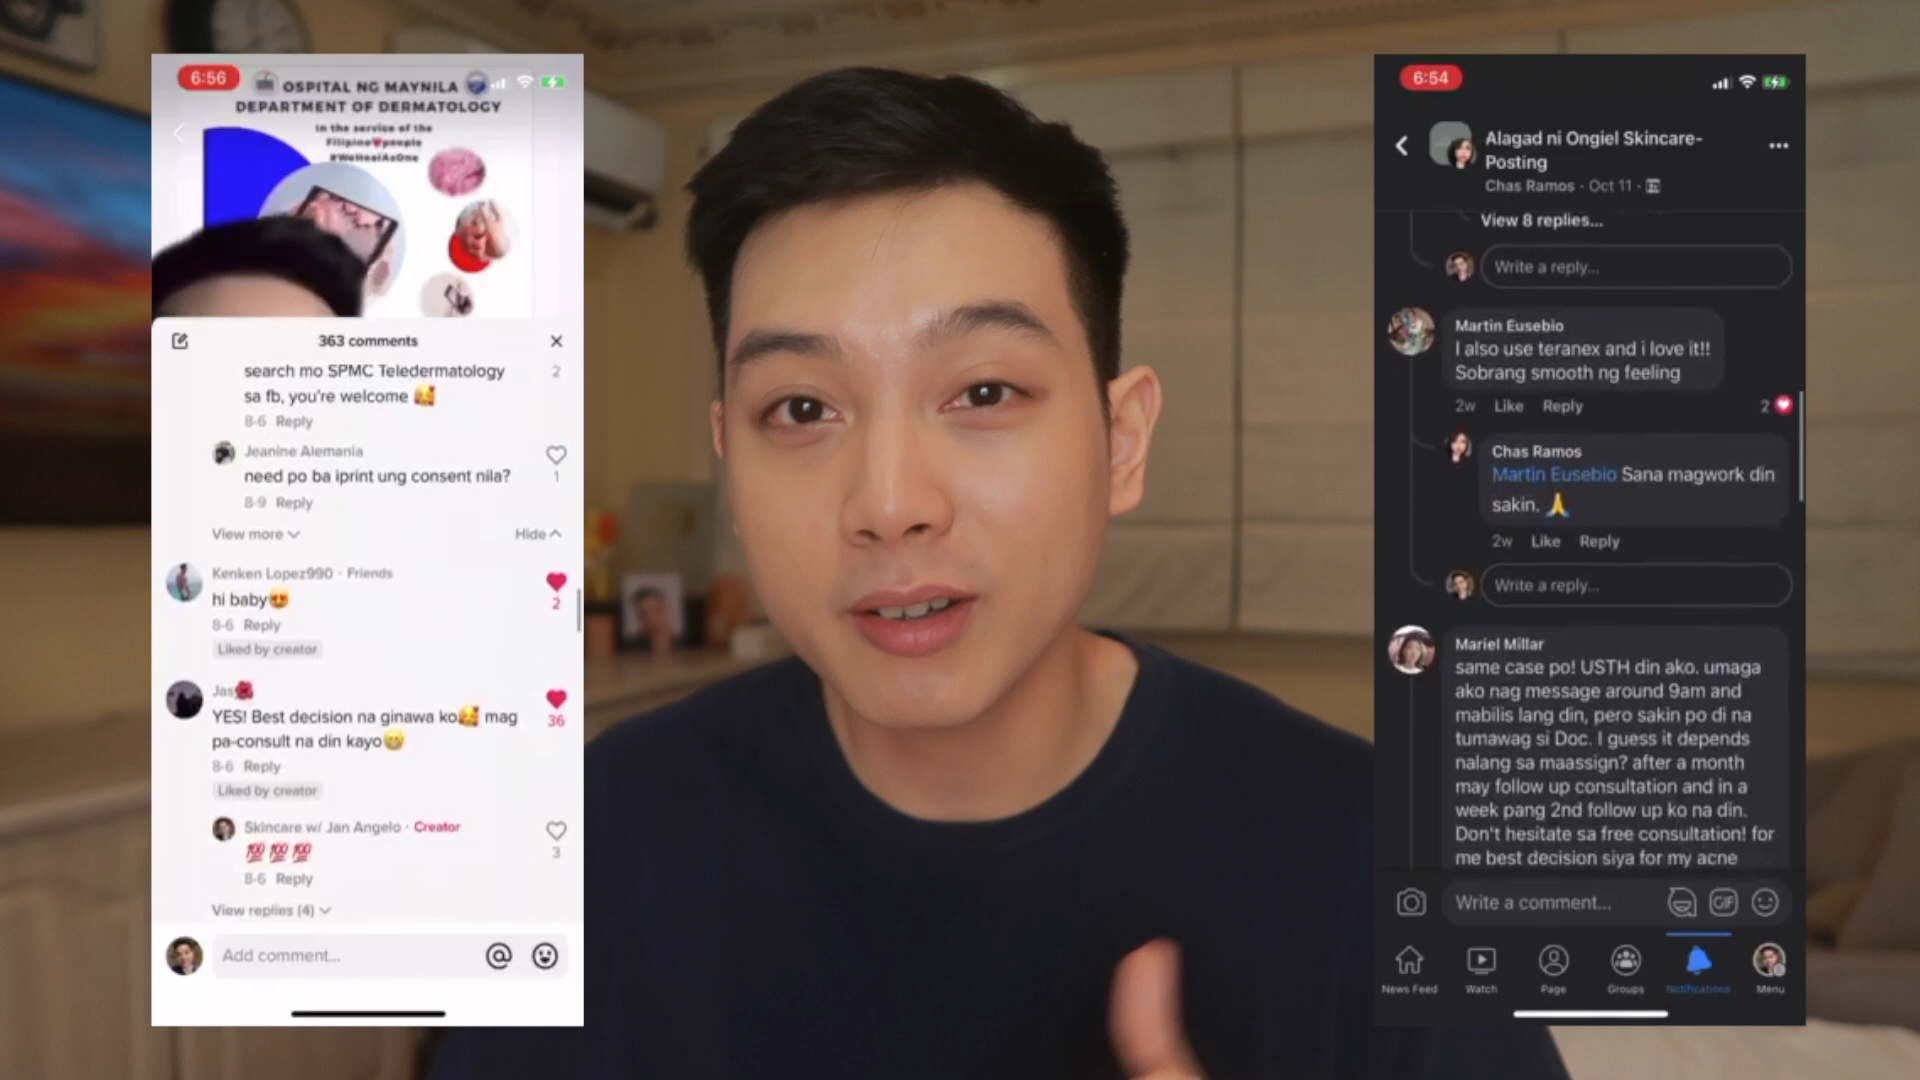 6:56
OSPITAL NG MAYNILA
DEPARTMENT OF DERMATOLOGY
In the service of the
Filipino❤people
#WeHealAsOne
363 comments
search mo SPMC Teledermatology
sa fb, you're welcome 🥰
2
8-6 Reply
Jeanine Alemania
need po ba iprint ung consent nila?
1
8-9 Reply
View more
Hide
Kenken Lopez990 · Friends
hi baby😍
2
8-6 Reply
Liked by creator
Jas🌺
YES! Best decision na ginawa ko🥰 mag
pa-consult na din kayo😁
36
8-6 Reply
Liked by creator
Skincare w/ Jan Angelo · Creator
💯💯💯
3
8-6 Reply
View replies (4)
Add comment...
6:54
Alagad ni Ongiel Skincare-
Posting
Chas Ramos · Oct 11 ·
View 8 replies...
Write a reply...
Martin Eusebio
I also use teranex and i love it!!
Sobrang smooth ng feeling
2w Like Reply
2
Chas Ramos
Martin Eusebio Sana magwork din
sakin. 🙏
2w Like Reply
Write a reply...
Mariel Millar
same case po! USTH din ako. umaga
ako nag message around 9am and
mabilis lang din, pero sakin po di na
tumawag si Doc. I guess it depends
nalang sa maassign? after a month
may follow up consultation and in a
week pang 2nd follow up ko na din.
Don't hesitate sa free consultation! for
me best decision siya for my acne
Write a comment...
GIF
News Feed
Watch
Page
Groups
Notifications
Menu